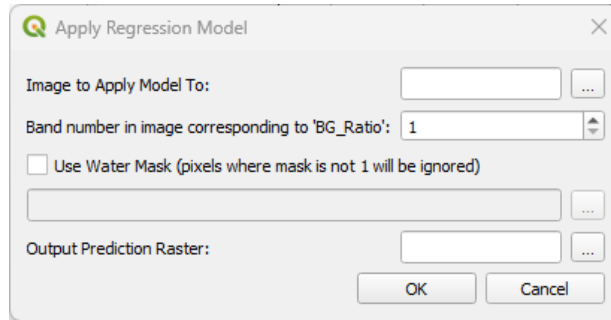 Apply Regression Model
Image to Apply Model To:
...
Band number in image corresponding to 'BG_Ratio': 1
Use Water Mask (pixels where mask is not 1 will be ignored)
...
Output Prediction Raster:
...
OK Cancel